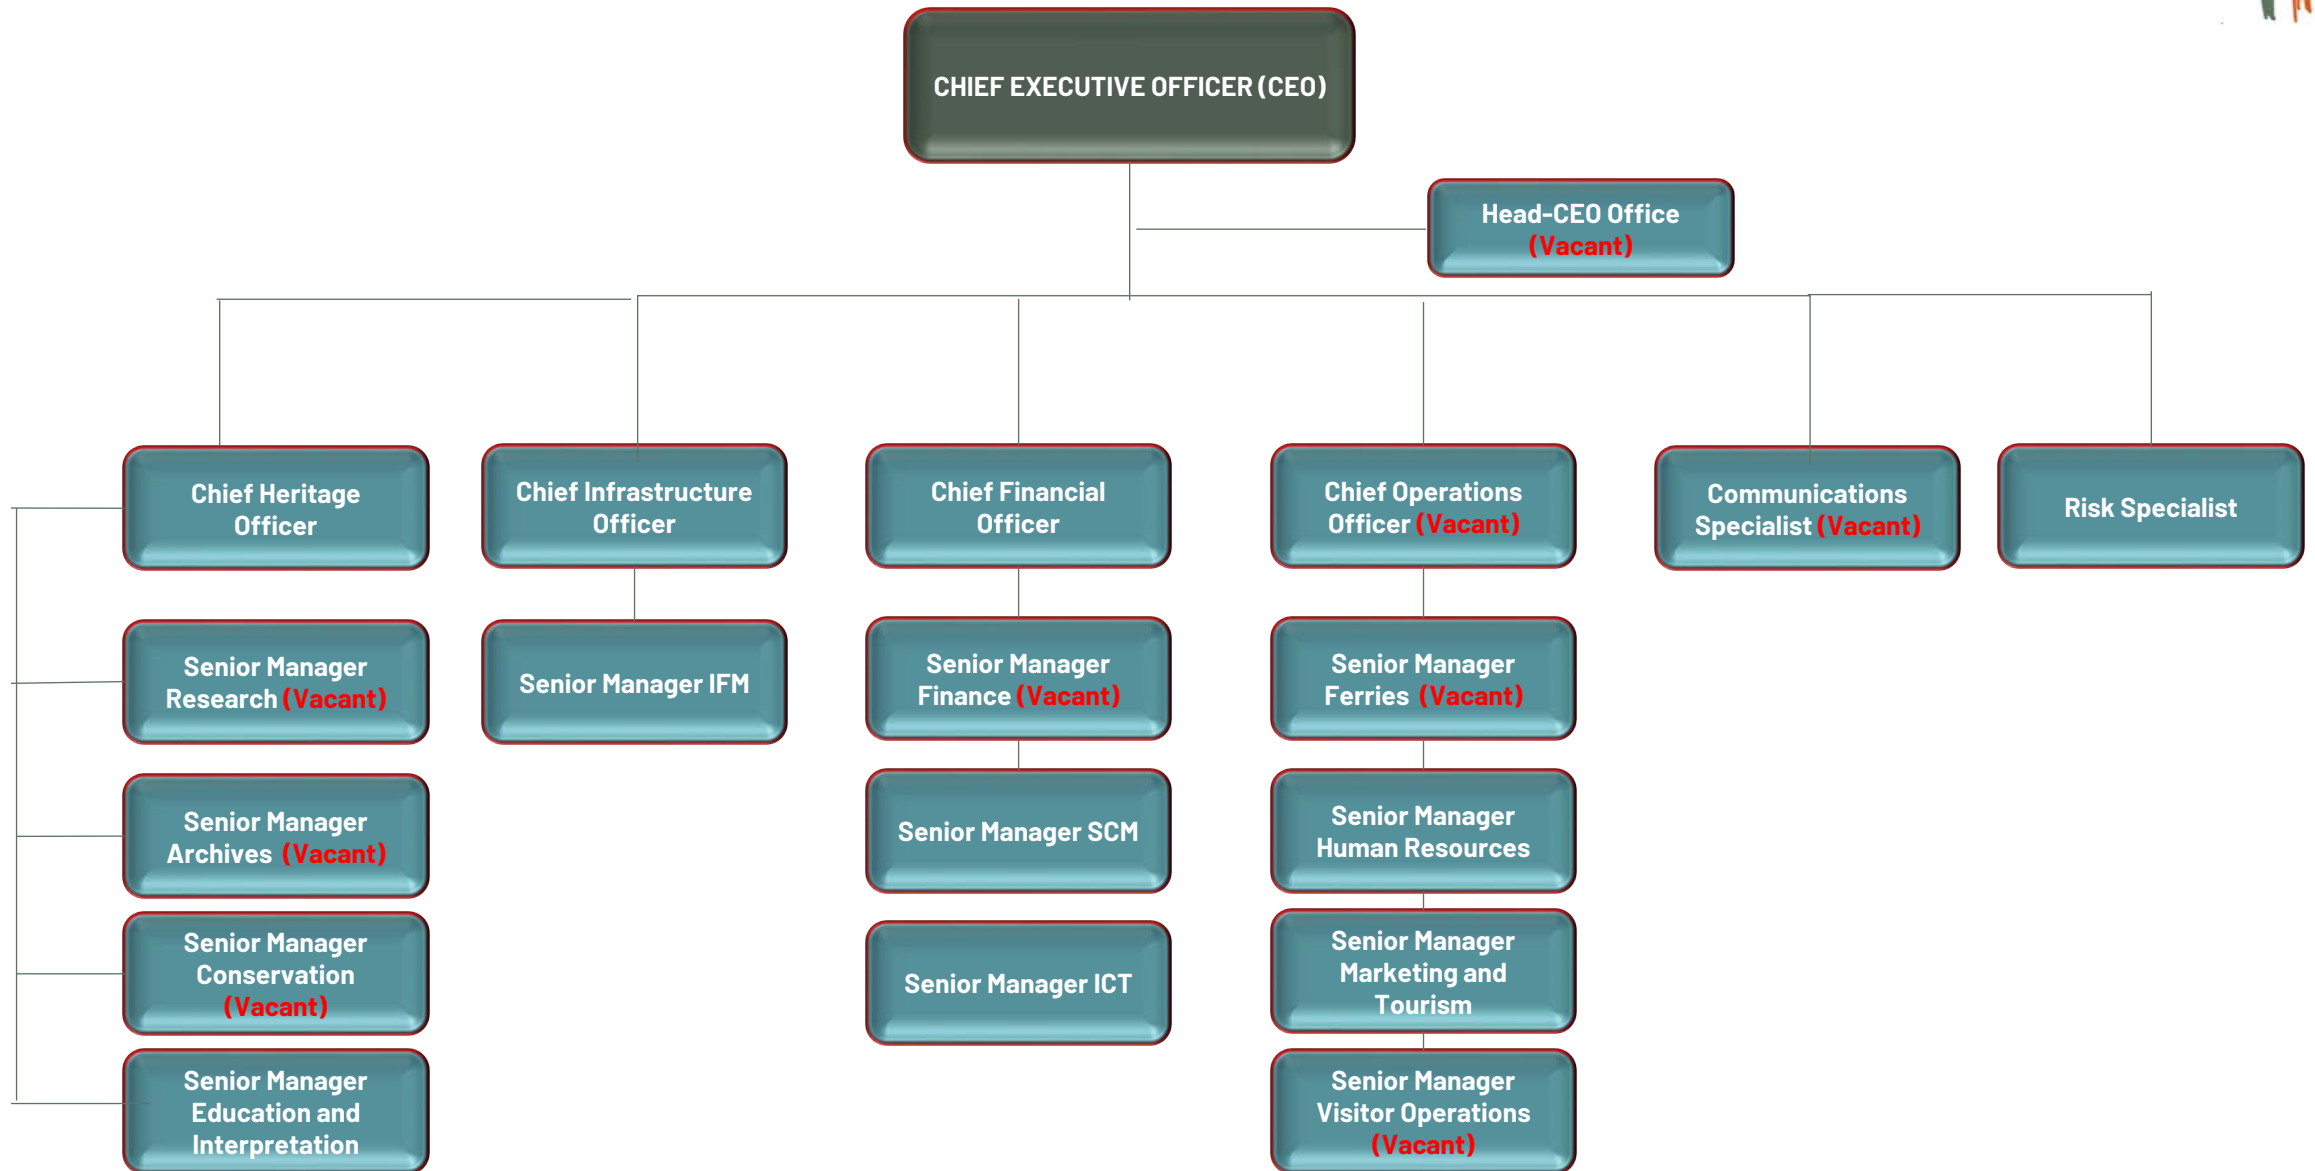 CHIEF EXECUTIVE OFFICER (CEO)
Head-CEO Office
(Vacant)
Chief Heritage
Officer
Chief Infrastructure
Officer
Chief Financial
Officer
Chief Operations
Officer (Vacant)
Communications
Specialist (Vacant)
Risk Specialist
Senior Manager
Research (Vacant)
Senior Manager IFM
Senior Manager
Finance (Vacant)
Senior Manager
Ferries (Vacant)
Senior Manager
Archives (Vacant)
Senior Manager SCM
Senior Manager
Human Resources
Senior Manager
Conservation
(Vacant)
Senior Manager ICT
Senior Manager
Marketing and
Tourism
Senior Manager
Education and
Interpretation
Senior Manager
Visitor Operations
(Vacant)